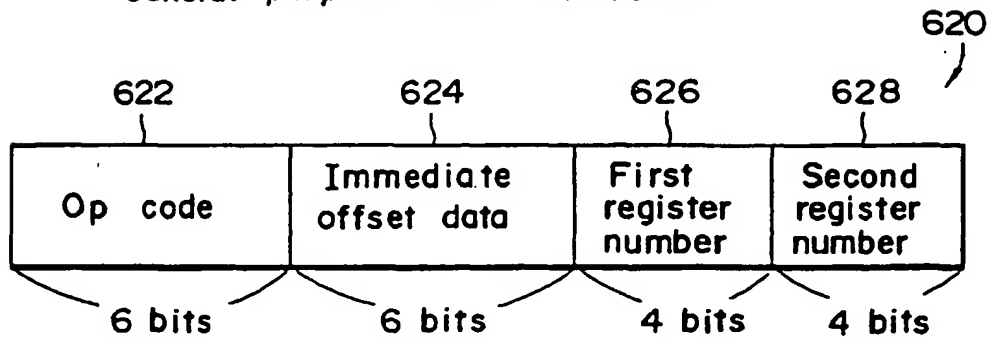 620
622 624 626 628
Op code
Immediate
offset data
First
register
number
Second
register
number
6 bits 6 bits 4 bits 4 bits